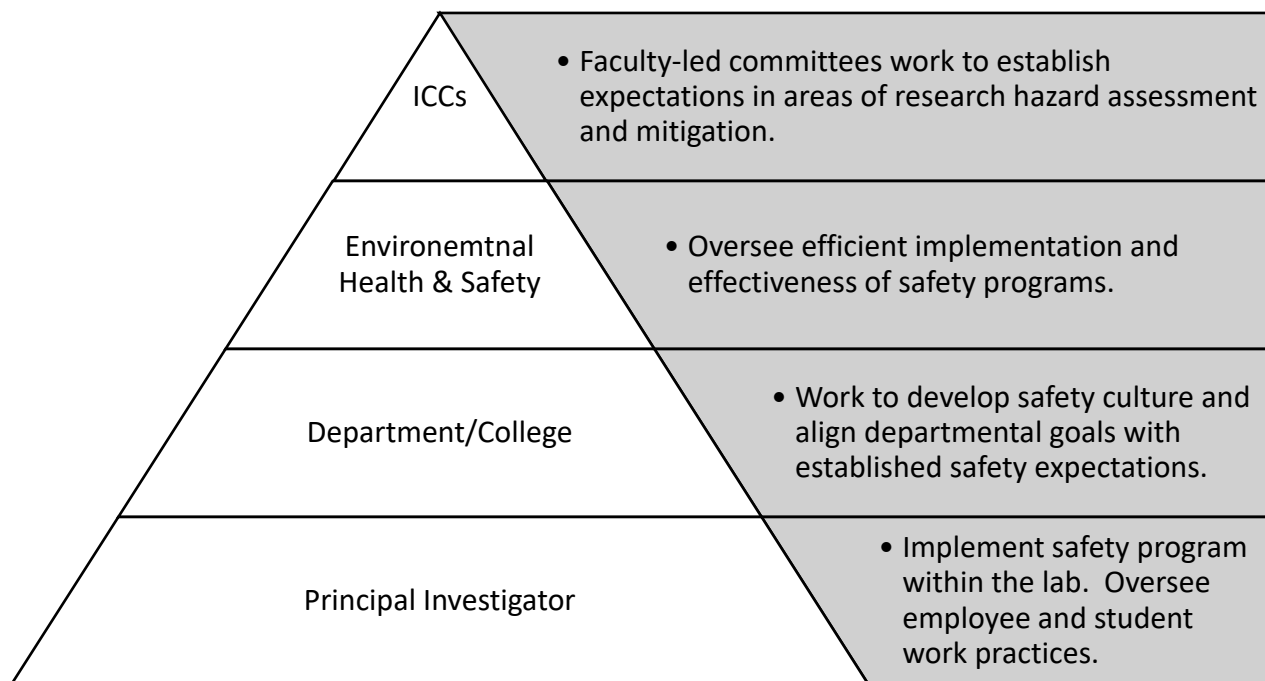 ICCs
• Faculty-led committees work to establish
expectations in areas of research hazard assessment
and mitigation.
Environemtnal
Health & Safety
• Oversee efficient implementation and
effectiveness of safety programs.
Department/College
• Work to develop safety culture and
align departmental goals with
established safety expectations.
Principal Investigator
• Implement safety program
within the lab.  Oversee
employee and student
work practices.